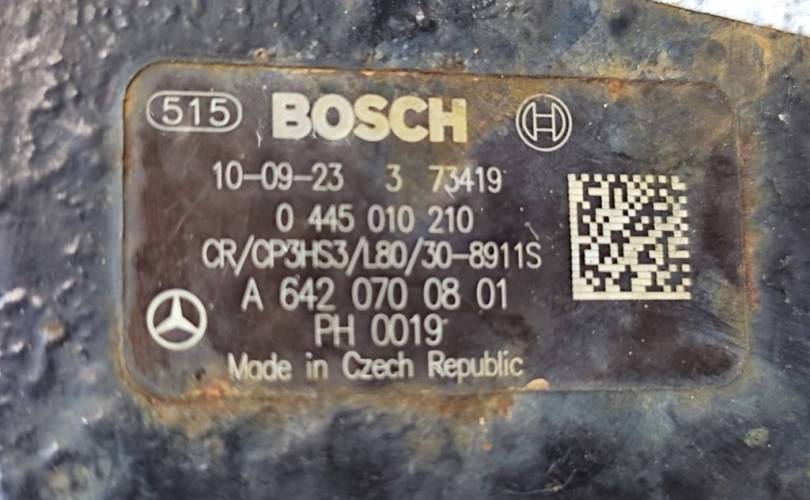 515 BOSCH
10-09-23 3 73419
0 445 010 210
CR/CP3HS3/L80/30-8911S
A 642 070 08 01
PH 0019
Made in Czech Republic